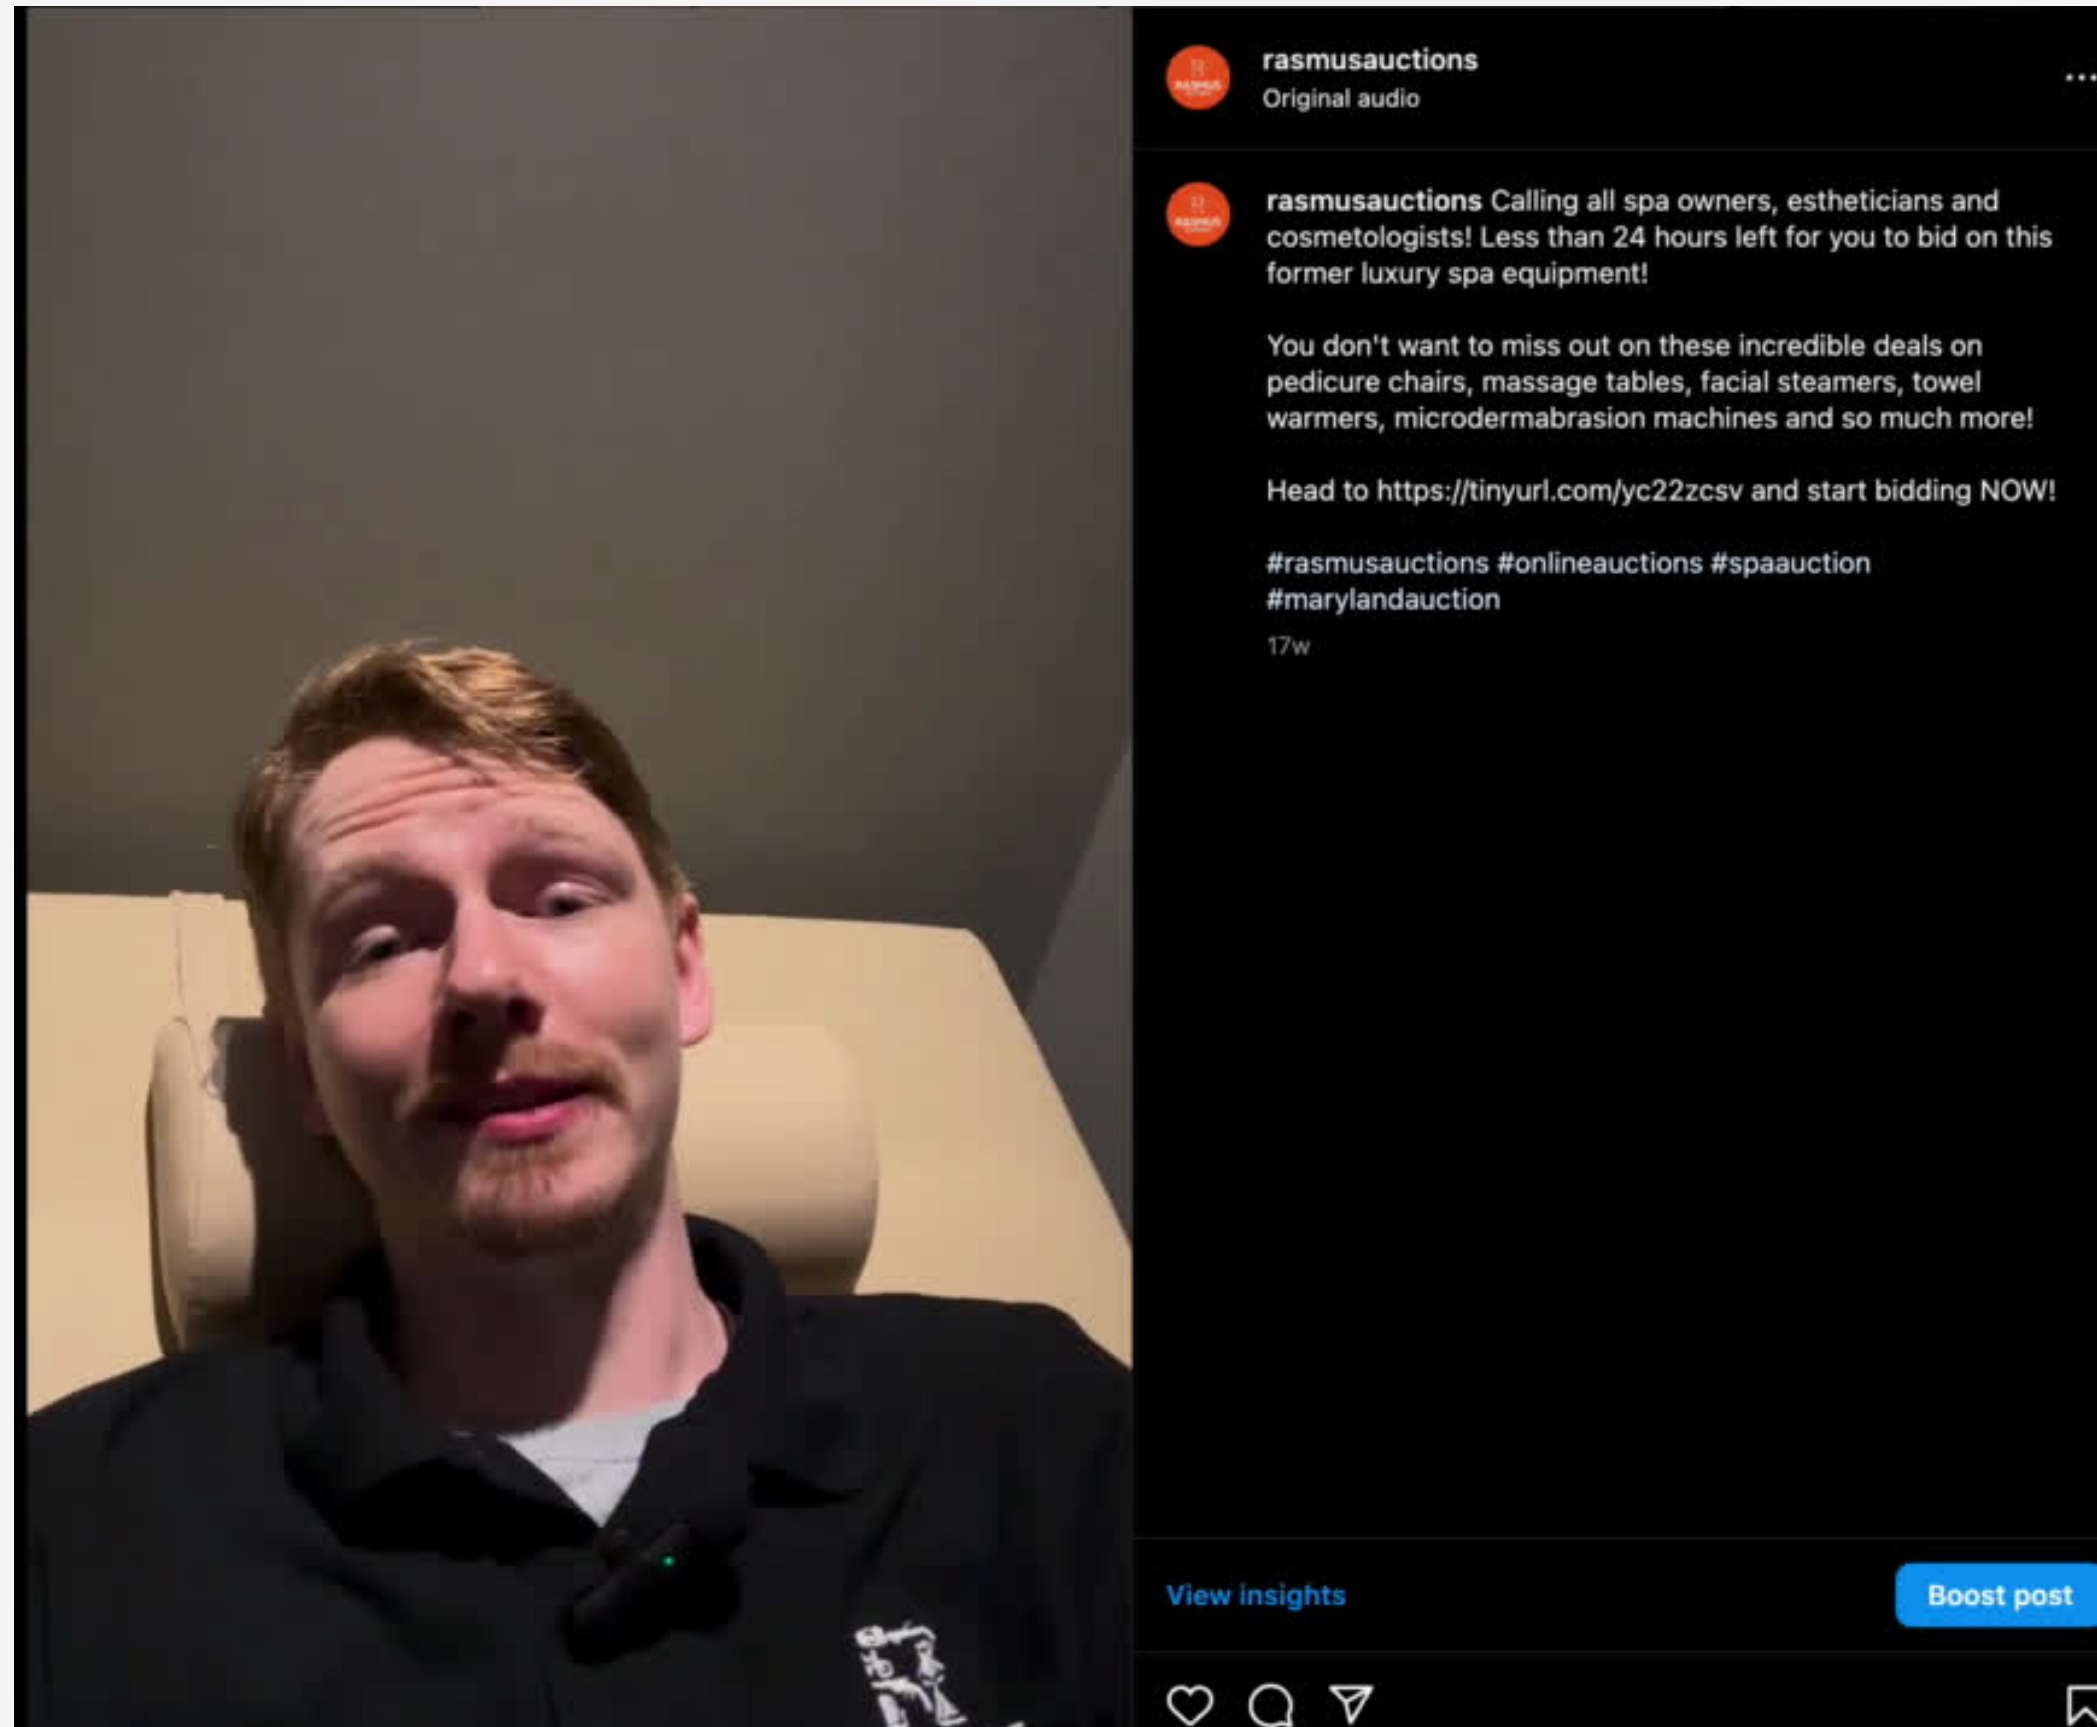 rasmusauctions
Original audio
rasmusauctions Calling all spa owners, estheticians and
cosmetologists! Less than 24 hours left for you to bid on this
former luxury spa equipment!
You don't want to miss out on these incredible deals on
pedicure chairs, massage tables, facial steamers, towel
warmers, microdermabrasion machines and so much more!
Head to https://tinyurl.com/yc22zcsv and start bidding NOW!
#rasmusauctions #onlineauctions #spaauction
#marylandauction
17w
View insights
Boost post